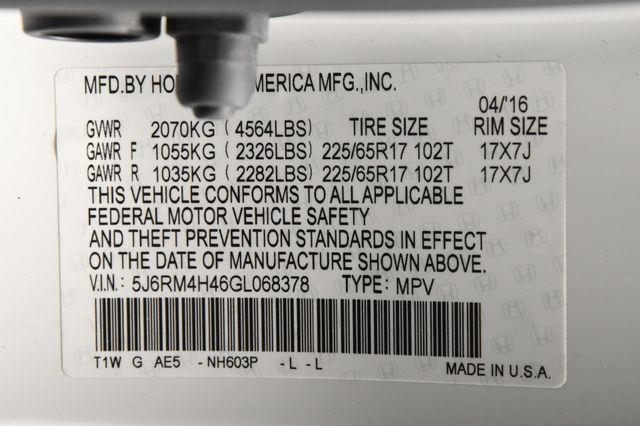 MFD.BY HO MERICA MFG.,INC.
04/'16
GVWR 2070KG (4564LBS) TIRE SIZE RIM SIZE
GAWR F 1055KG (2326LBS) 225/65R17 102T 17X7J
GAWR R 1035KG (2282LBS) 225/65R17 102T 17X7J
THIS VEHICLE CONFORMS TO ALL APPLICABLE
FEDERAL MOTOR VEHICLE SAFETY
AND THEFT PREVENTION STANDARDS IN EFFECT
ON THE DATE OF MANUFACTURE SHOWN ABOVE.
V.I.N: 5J6RM4H46GL068378 TYPE: MPV
T1W G AE5 -NH603P -L-L
MADE IN U.S.A.